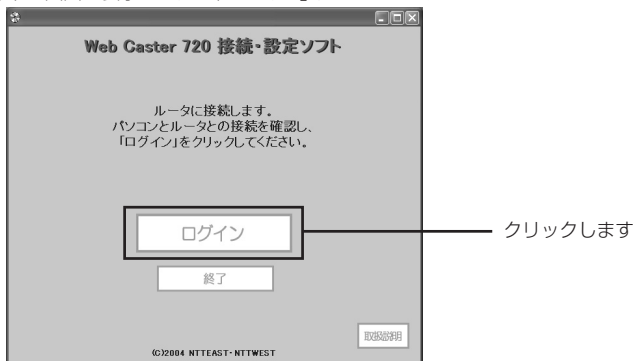 Web Caster 720 接続・設定ソフト
ルータに接続します。
パソコンとルータとの接続を確認し、
「ログイン」をクリックしてください。
ログイン
クリックします
終了
取扱説明
(C)2004 NTTEAST・NTTWEST